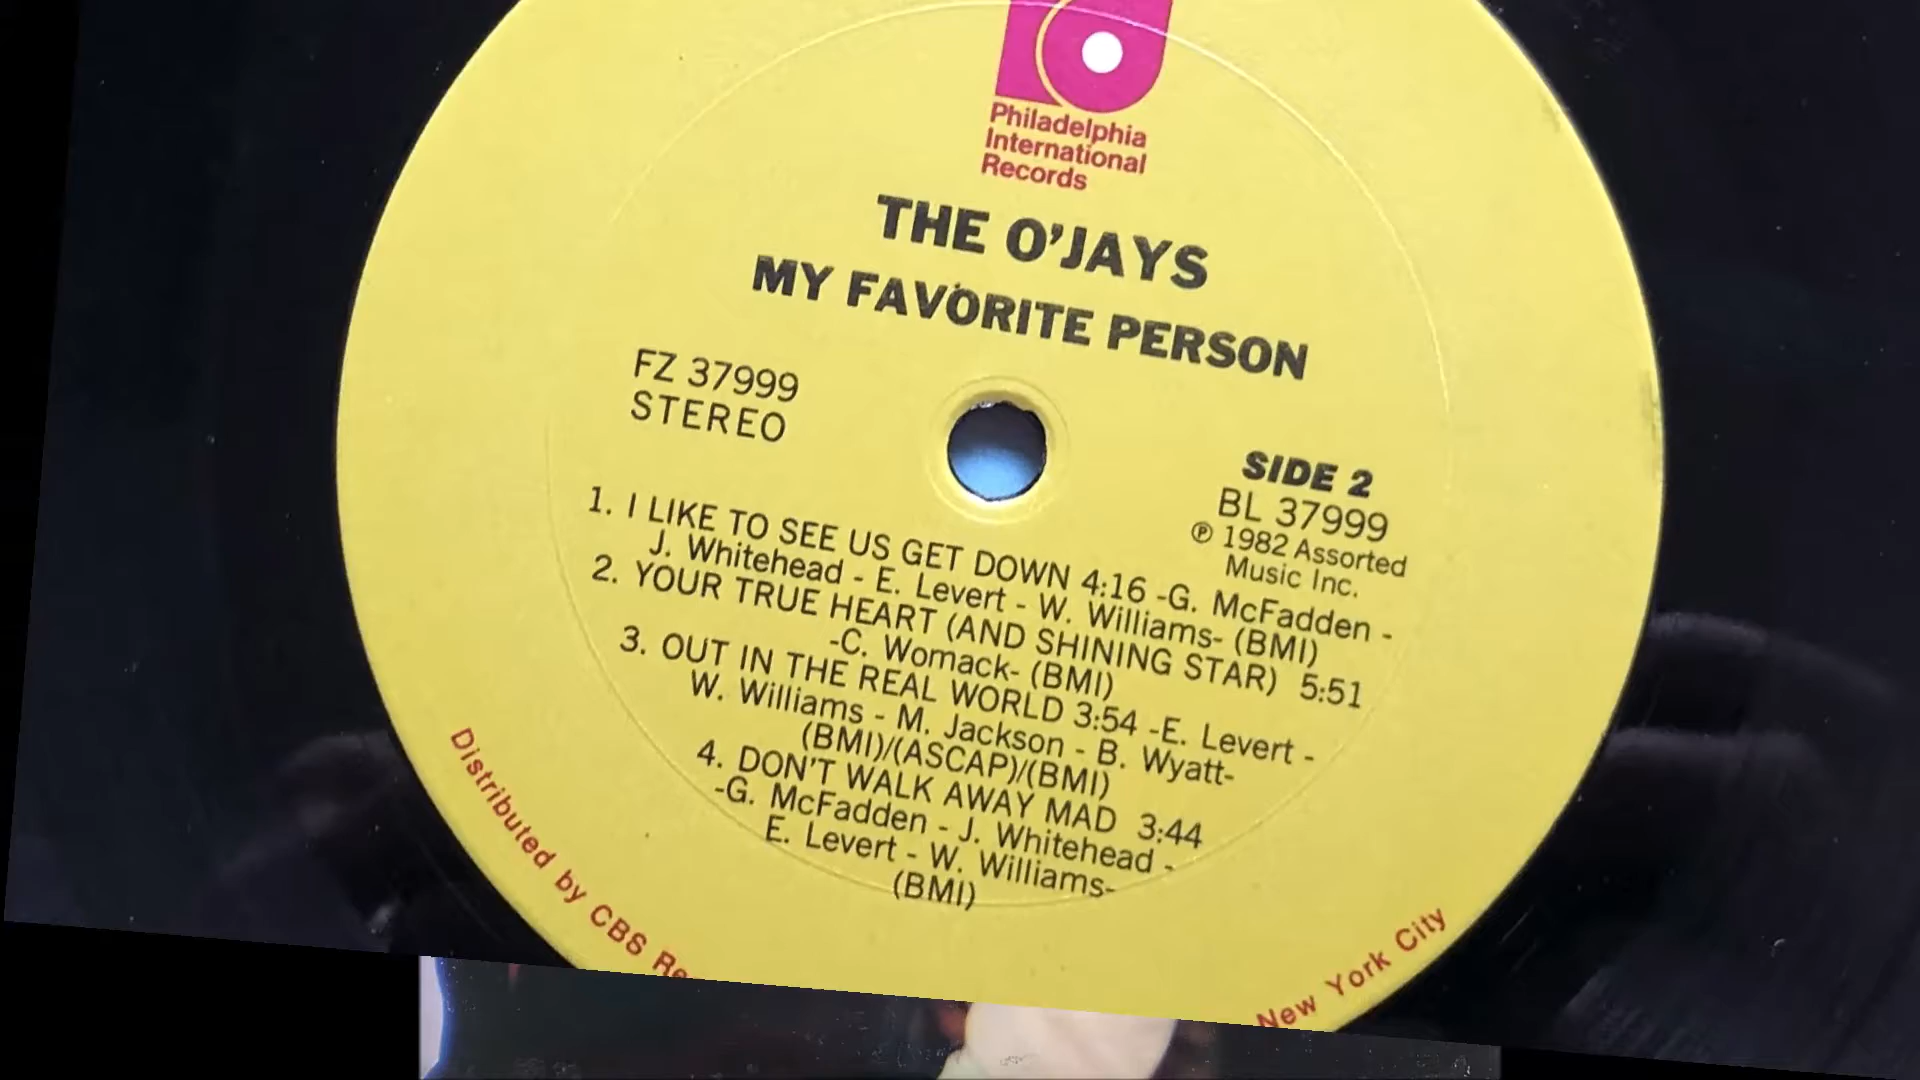 Philadelphia
International
Records
THE O'JAYS
MY FAVORITE PERSON
FZ 37999
STEREO
SIDE 2
BL 37999
℗ 1982 Assorted
Music Inc.
1. I LIKE TO SEE US GET DOWN 4:16 -G. McFadden -
J. Whitehead - E. Levert - W. Williams- (BMI)
2. YOUR TRUE HEART (AND SHINING STAR) 5:51
-C. Womack- (BMI)
3. OUT IN THE REAL WORLD 3:54 -E. Levert -
W. Williams - M. Jackson - B. Wyatt-
(BMI)/(ASCAP)/(BMI)
4. DON'T WALK AWAY MAD 3:44
-G. McFadden - J. Whitehead -
E. Levert - W. Williams-
(BMI)
Distributed by CBS
New York City